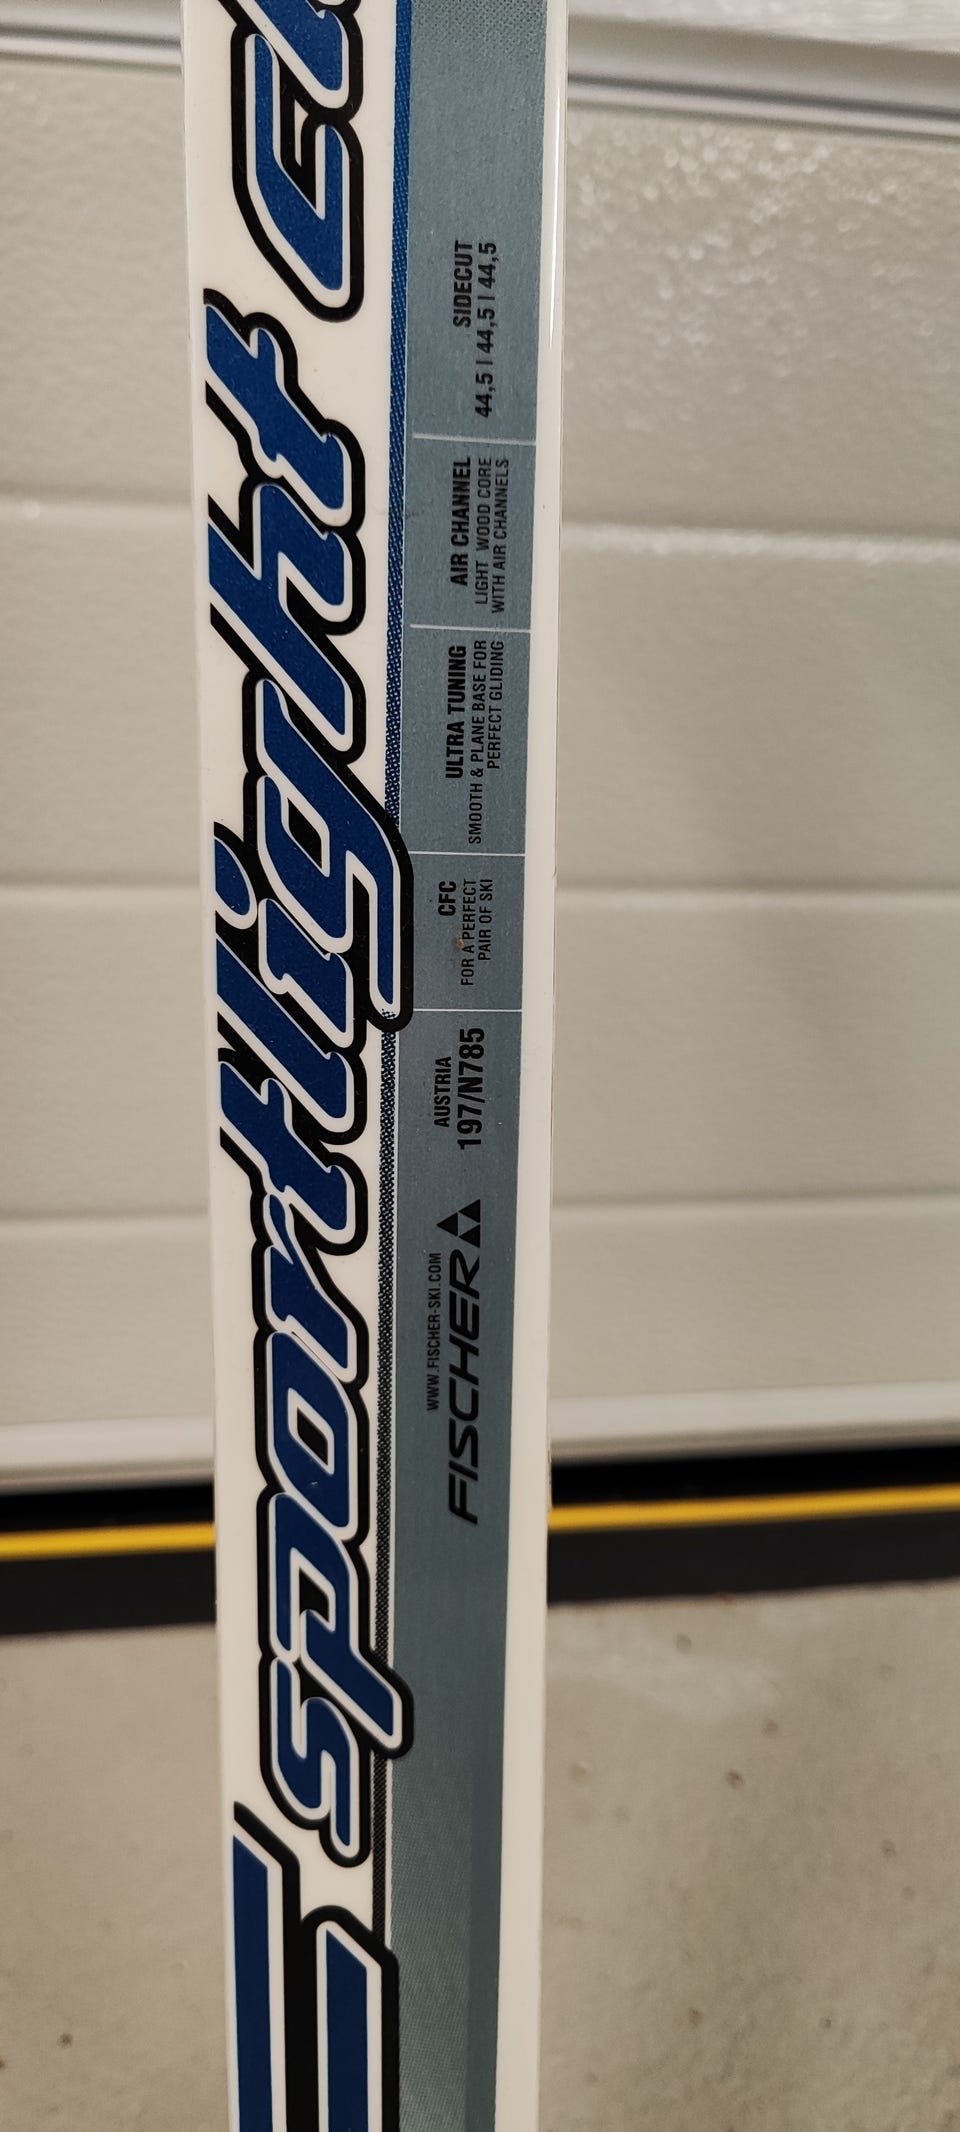 sportlight
WWW.FISCHER-SKI.COM
FISCHER
AUSTRIA
197/N785
CFC
FOR A PERFECT
PAIR OF SKI
ULTRA TUNING
SMOOTH & PLANE BASE FOR
PERFECT GLIDING
AIR CHANNEL
LIGHT WOOD CORE
WITH AIR CHANNELS
SIDECUT
44,5 I 44,5 I 44,5